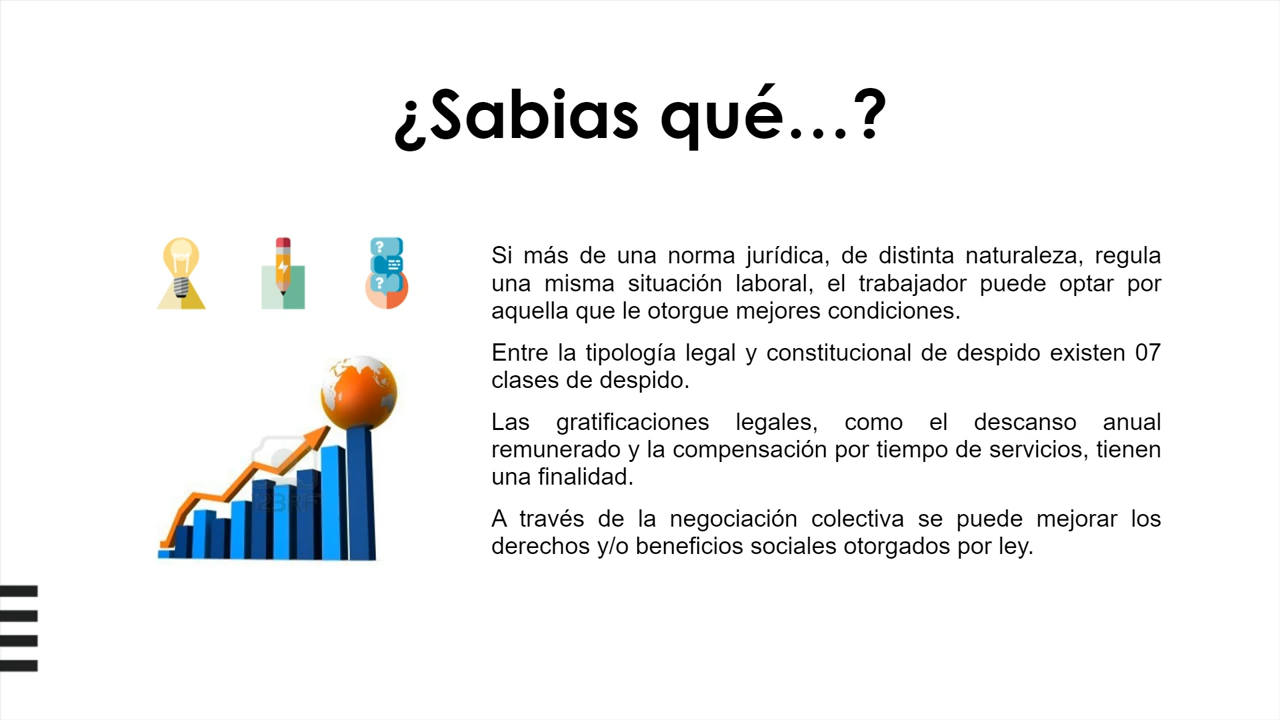 ¿Sabias qué...?
Si más de una norma jurídica, de distinta naturaleza, regula
una misma situación laboral, el trabajador puede optar por
aquella que le otorgue mejores condiciones.
Entre la tipología legal y constitucional de despido existen 07
clases de despido.
Las gratificaciones legales, como el descanso anual
remunerado y la compensación por tiempo de servicios, tienen
una finalidad.
A través de la negociación colectiva se puede mejorar los
derechos y/o beneficios sociales otorgados por ley.